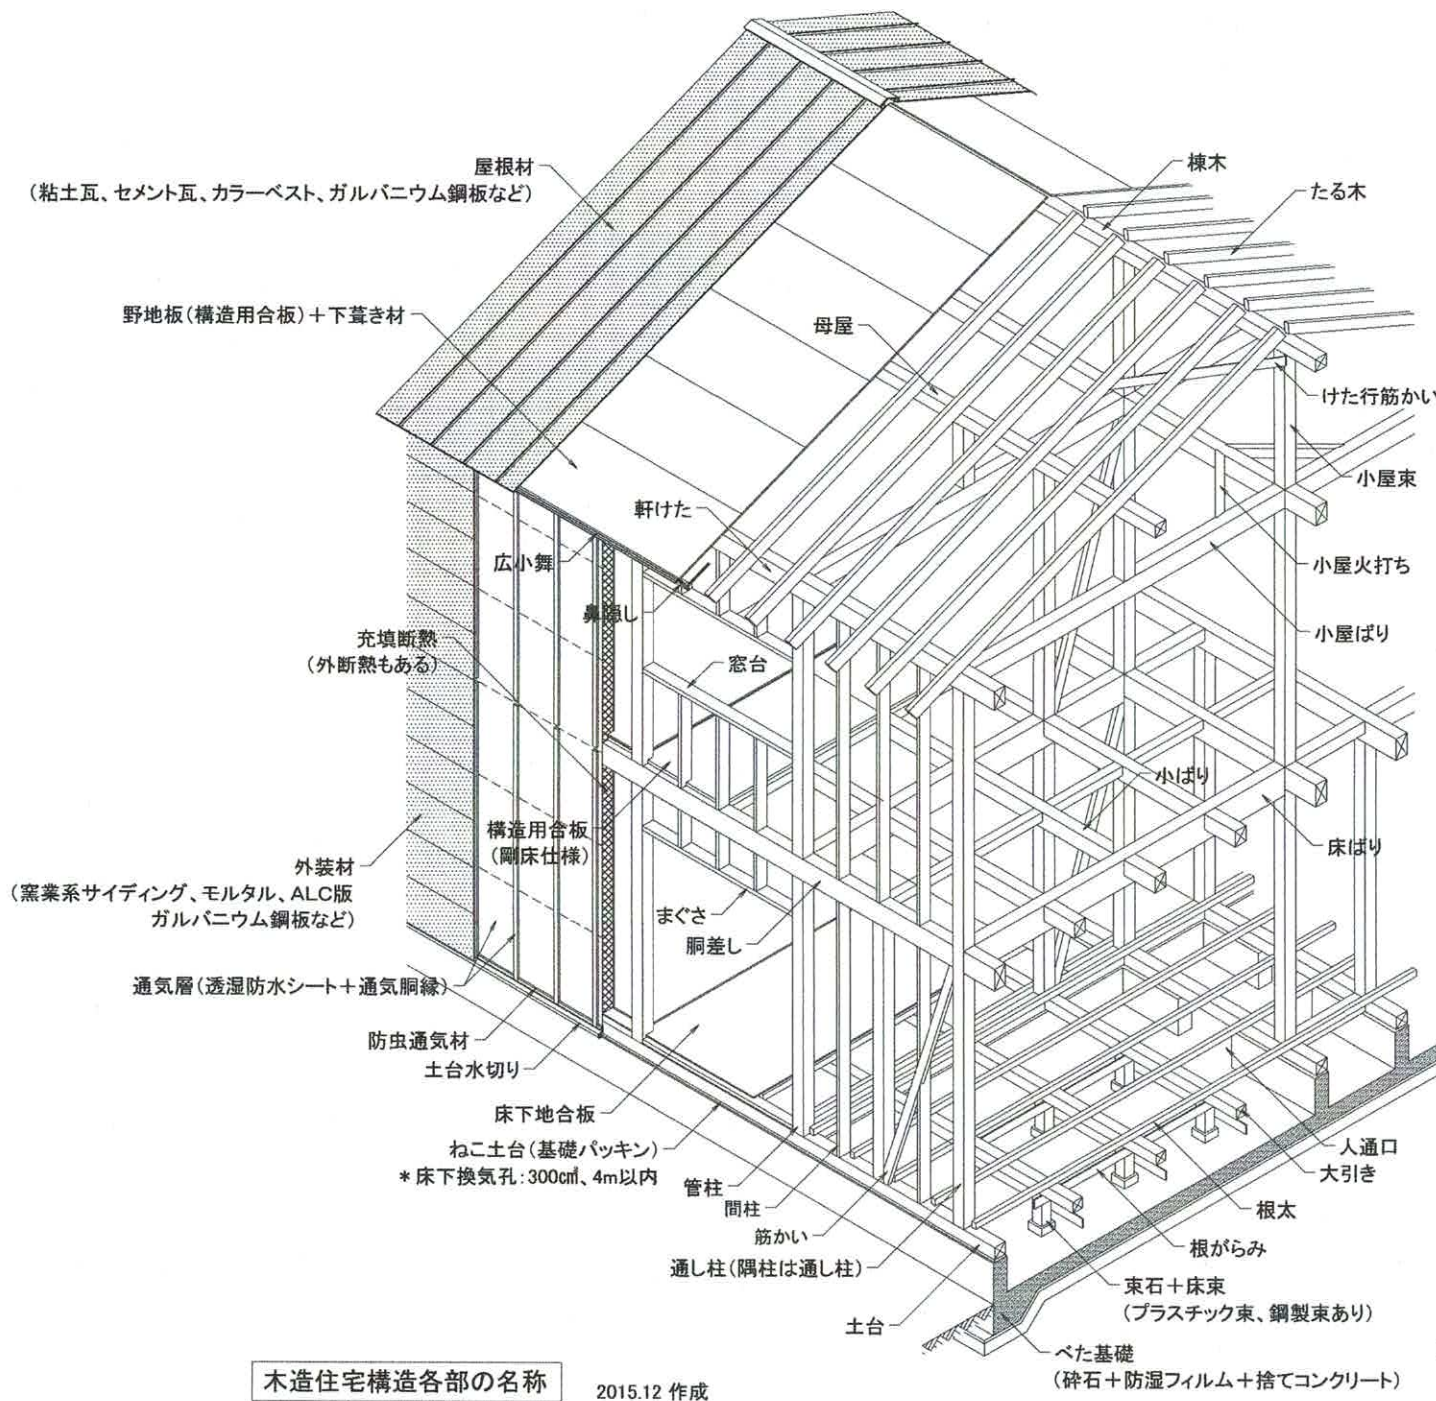 棟木
たる木
屋根材
(粘土瓦、セメント瓦、カラーベスト、ガルバニウム鋼板など)
野地板(構造用合板)+下葺き材
母屋
けた行筋かい
小屋束
軒けた
広小舞
小屋火打ち
鼻隠し
小屋ばり
充填断熱
(外断熱もある)
窓台
小ばり
構造用合板
(剛床仕様)
床ばり
外装材
(窯業系サイディング、モルタル、ALC版
ガルバニウム鋼板など)
まぐさ
胴差し
通気層(透湿防水シート+通気胴縁)
防虫通気材
土台水切り
床下地合板
ねこ土台(基礎パッキン)
*床下換気孔:300c㎡、4m以内
人通口
大引き
管柱
間柱
根太
筋かい
根がらみ
通し柱(隅柱は通し柱)
束石+床束
(プラスチック束、鋼製束あり)
土台
べた基礎
(砕石+防湿フィルム+捨てコンクリート)
木造住宅構造各部の名称
2015.12 作成